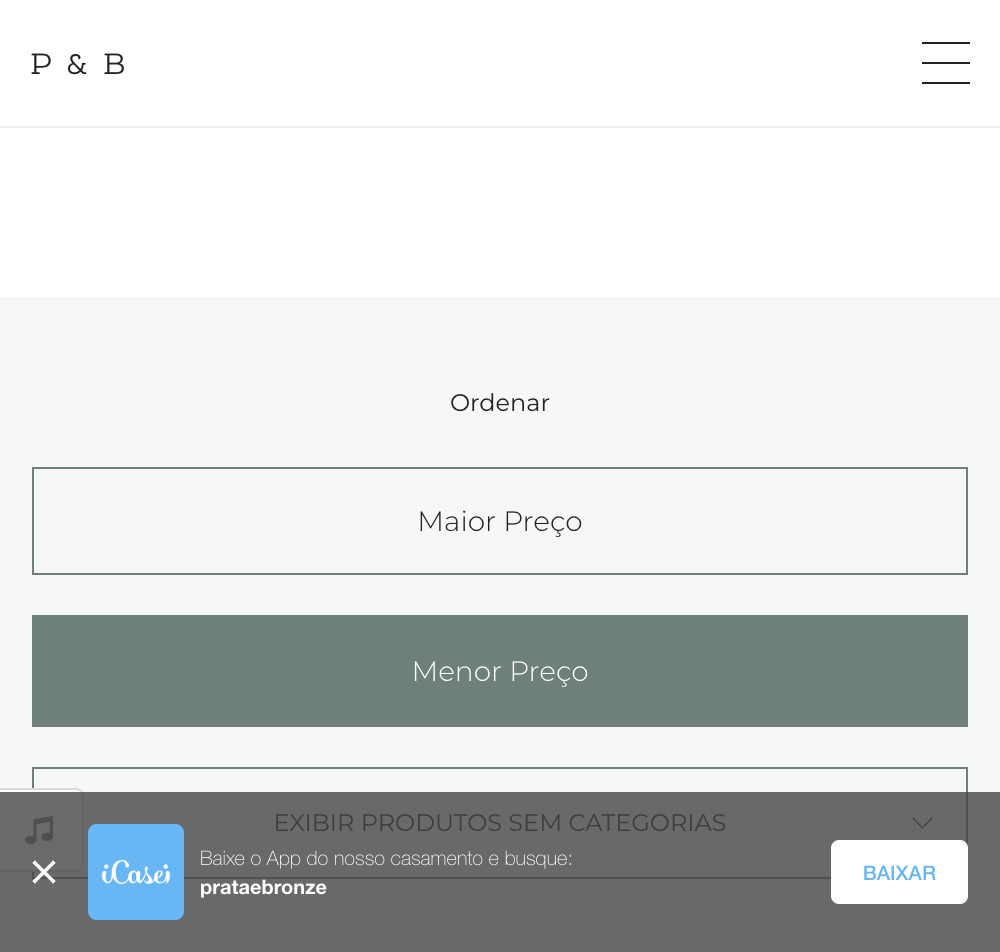 P & B
Ordenar
Maior Preço
Menor Preço
EXIBIR PRODUTOS SEM CATEGORIAS
iCasei
Baixe o App do nosso casamento e busque:
prataebronze
BAIXAR